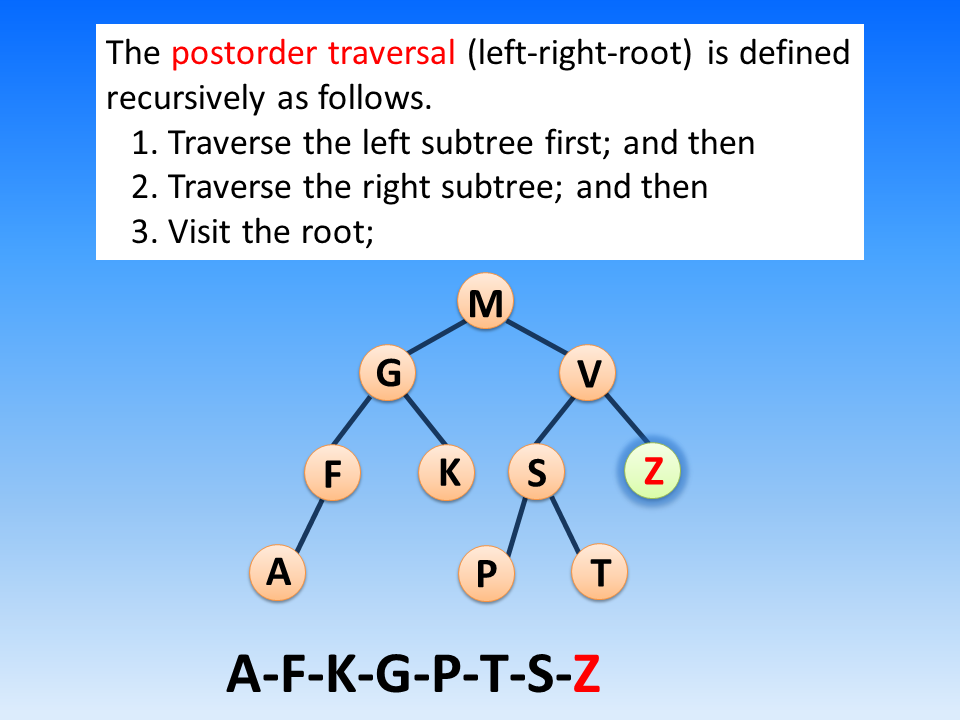 The postorder traversal (left-right-root) is defined
recursively as follows.
1. Traverse the left subtree first; and then
2. Traverse the right subtree; and then
3. Visit the root;
M
G V
F K S Z
A P T
A-F-K-G-P-T-S-Z